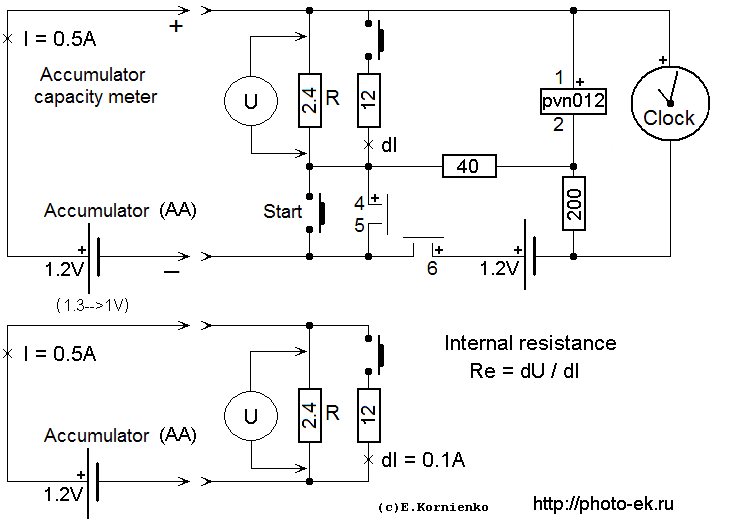 +
I = 0.5A
Accumulator
capacity meter
U
2.4
R
12
dI
1
+
pvn012
2
+
Clock
40
200
Accumulator (AA)
Start
4
+
5
+
1.2V
–
+
6
1.2V
+
(1.3-->1V)
I = 0.5A
U
2.4
R
12
Internal resistance
Re = dU / dI
Accumulator (AA)
dI = 0.1A
+
1.2V
(c)E.Kornienko
http://photo-ek.ru